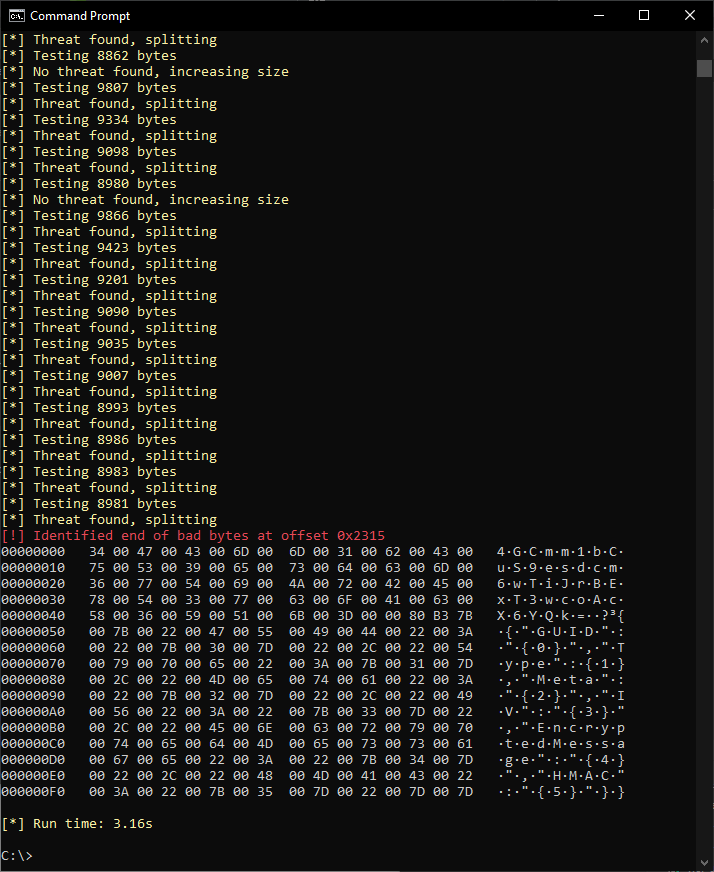 Command Prompt
[*] Threat found, splitting
[*] Testing 8862 bytes
[*] No threat found, increasing size
[*] Testing 9807 bytes
[*] Threat found, splitting
[*] Testing 9334 bytes
[*] Threat found, splitting
[*] Testing 9098 bytes
[*] Threat found, splitting
[*] Testing 8980 bytes
[*] No threat found, increasing size
[*] Testing 9866 bytes
[*] Threat found, splitting
[*] Testing 9423 bytes
[*] Threat found, splitting
[*] Testing 9201 bytes
[*] Threat found, splitting
[*] Testing 9090 bytes
[*] Threat found, splitting
[*] Testing 9035 bytes
[*] Threat found, splitting
[*] Testing 9007 bytes
[*] Threat found, splitting
[*] Testing 8993 bytes
[*] Threat found, splitting
[*] Testing 8986 bytes
[*] Threat found, splitting
[*] Testing 8983 bytes
[*] Threat found, splitting
[*] Testing 8981 bytes
[*] Threat found, splitting
[!] Identified end of bad bytes at offset 0x2315
00000000   34 00 47 00 43 00 6D 00  6D 00 31 00 62 00 43 00   4·G·C·m·m·1·b·C·
00000010   75 00 53 00 39 00 65 00  73 00 64 00 63 00 6D 00   u·S·9·e·s·d·c·m·
00000020   36 00 77 00 54 00 69 00  4A 00 72 00 42 00 45 00   6·w·T·i·J·r·B·E·
00000030   78 00 54 00 33 00 77 00  63 00 6F 00 41 00 63 00   x·T·3·w·c·o·A·c·
00000040   58 00 36 00 59 00 51 00  6B 00 3D 00 00 80 B3 7B   X·6·Y·Q·k·=··?³{
00000050   00 7B 00 22 00 47 00 55  00 49 00 44 00 22 00 3A   ·{·"·G·U·I·D·"·:
00000060   00 22 00 7B 00 30 00 7D  00 22 00 2C 00 22 00 54   ·"·{·0·}·"·,·"·T
00000070   00 79 00 70 00 65 00 22  00 3A 00 7B 00 31 00 7D   ·y·p·e·"·:·{·1·}
00000080   00 2C 00 22 00 4D 00 65  00 74 00 61 00 22 00 3A   ·,·"·M·e·t·a·"·:
00000090   00 22 00 7B 00 32 00 7D  00 22 00 2C 00 22 00 49   ·"·{·2·}·"·,·"·I
000000A0   00 56 00 22 00 3A 00 22  00 7B 00 33 00 7D 00 22   ·V·"·:·"·{·3·}·"
000000B0   00 2C 00 22 00 45 00 6E  00 63 00 72 00 79 00 70   ·,·"·E·n·c·r·y·p
000000C0   00 74 00 65 00 64 00 4D  00 65 00 73 00 73 00 61   ·t·e·d·M·e·s·s·a
000000D0   00 67 00 65 00 22 00 3A  00 22 00 7B 00 34 00 7D   ·g·e·"·:·"·{·4·}
000000E0   00 22 00 2C 00 22 00 48  00 4D 00 41 00 43 00 22   ·"·,·"·H·M·A·C·"
000000F0   00 3A 00 22 00 7B 00 35  00 7D 00 22 00 7D 00 7D   ·:·"·{·5·}·"·}·}
[*] Run time: 3.16s
C:\>